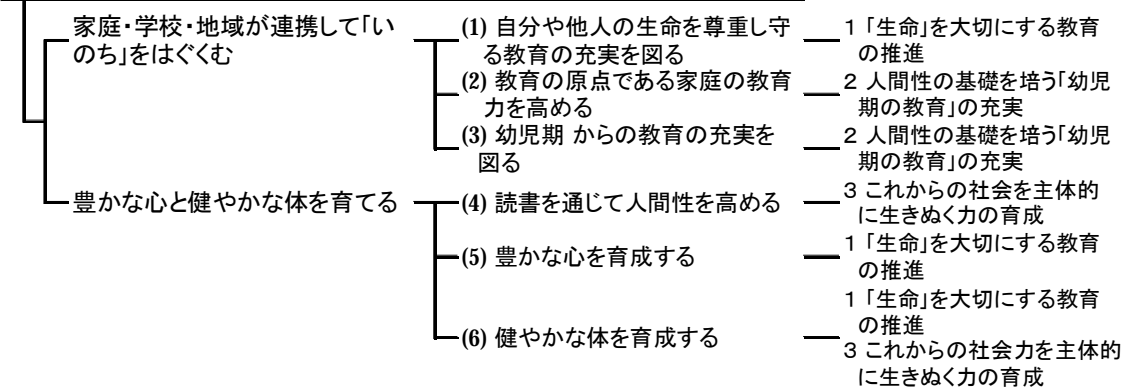 家庭・学校・地域が連携して「い
のち」をはぐくむ
(1) 自分や他人の生命を尊重し守
る教育の充実を図る
1 「生命」を大切にする教育
の推進
(2) 教育の原点である家庭の教育
力を高める
2 人間性の基礎を培う「幼児
期の教育」の充実
(3) 幼児期 からの教育の充実を
図る
2 人間性の基礎を培う「幼児
期の教育」の充実
豊かな心と健やかな体を育てる
(4) 読書を通じて人間性を高める
3 これからの社会を主体的
に生きぬく力の育成
(5) 豊かな心を育成する
1 「生命」を大切にする教育
の推進
(6) 健やかな体を育成する
1 「生命」を大切にする教育
の推進
3 これからの社会力を主体的
に生きぬく力の育成